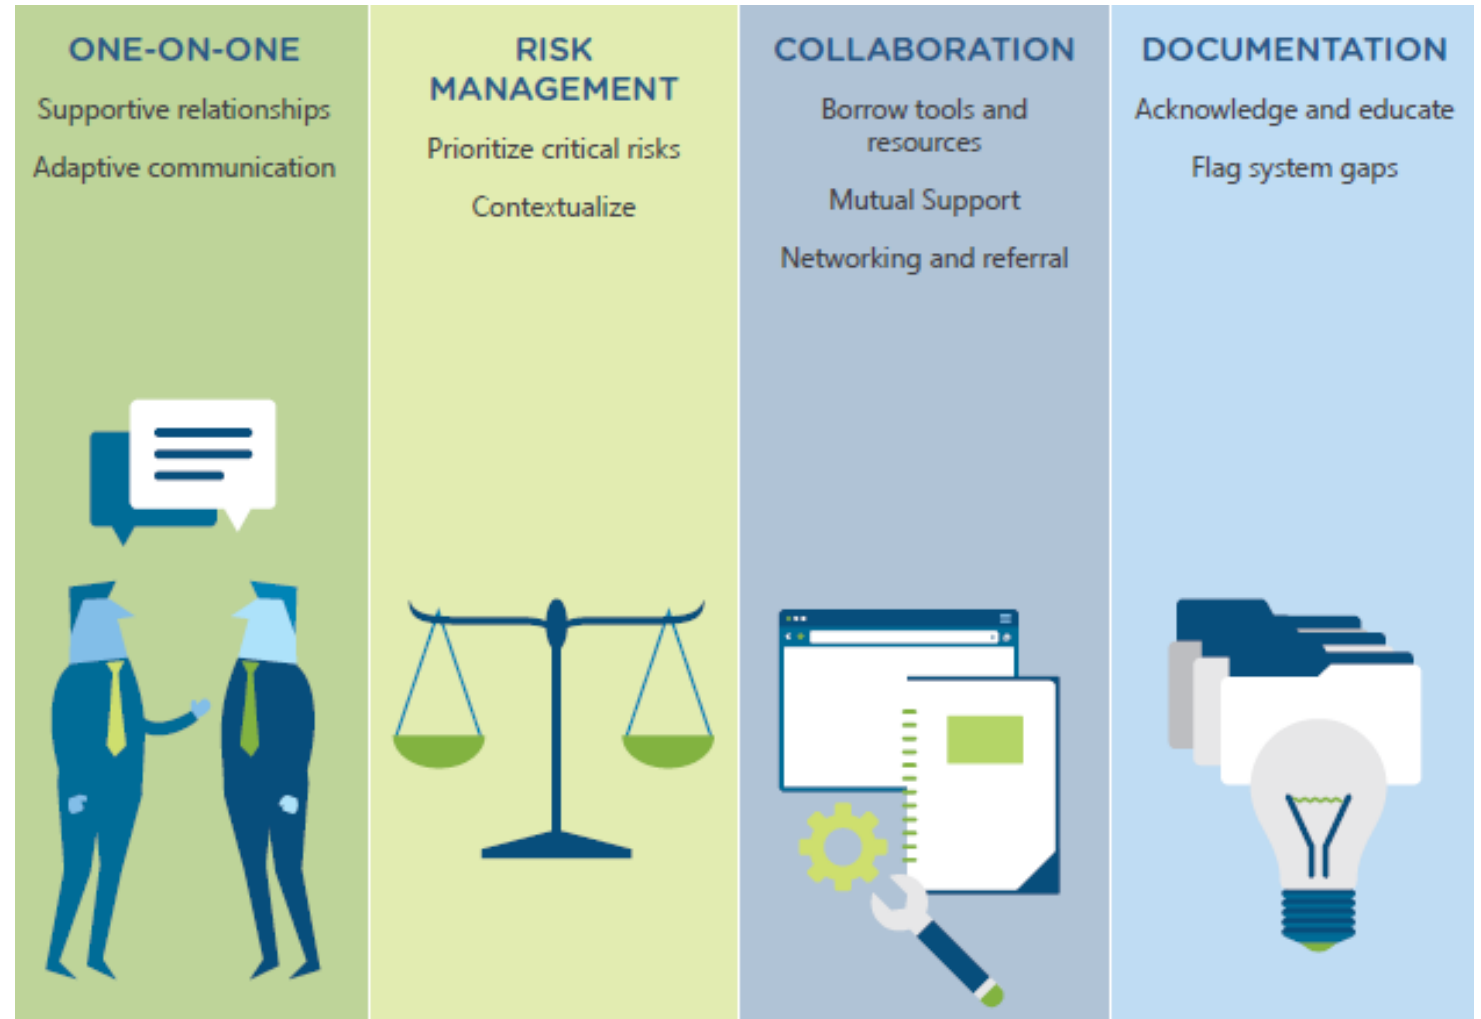 ONE-ON-ONE
Supportive relationships
Adaptive communication
RISK
MANAGEMENT
Prioritize critical risks
Contextualize
COLLABORATION
Borrow tools and
resources
Mutual Support
Networking and referral
DOCUMENTATION
Acknowledge and educate
Flag system gaps